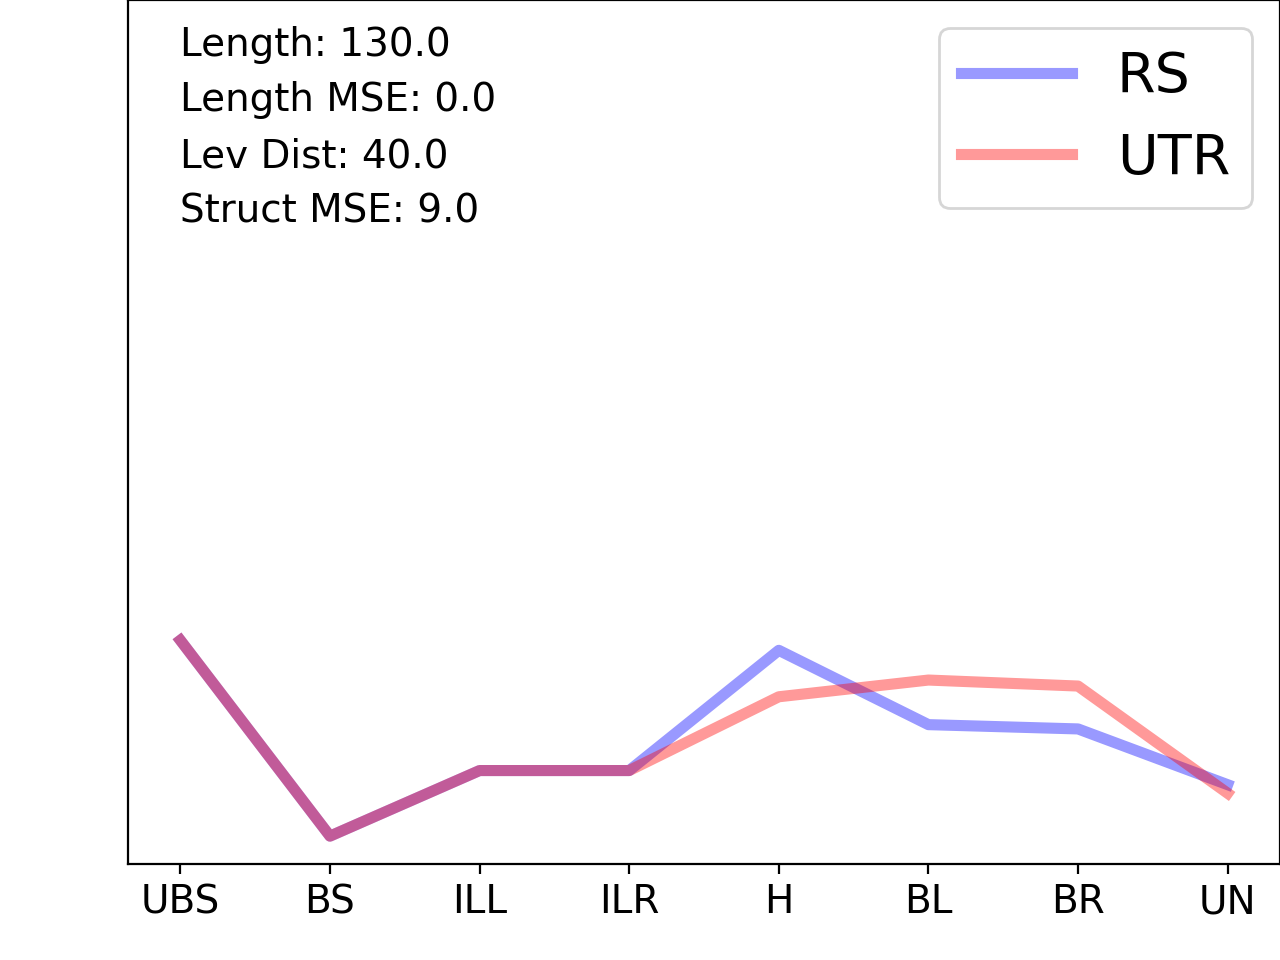 Length: 130.0
Length MSE: 0.0
Lev Dist: 40.0
Struct MSE: 9.0
RS
UTR
UBS BS ILL ILR H BL BR UN